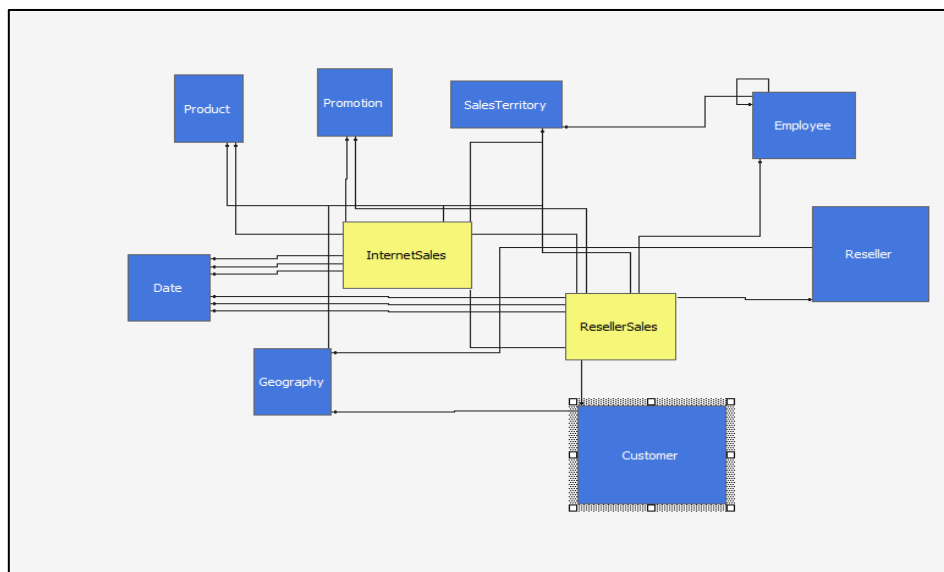 Product
Promotion
SalesTerritory
Employee
InternetSales
Reseller
Date
ResellerSales
Geography
Customer